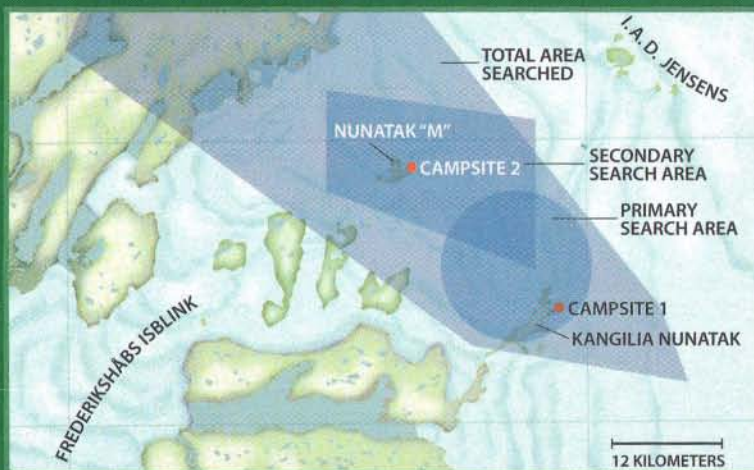 I. A. D. JENSENS
TOTAL AREA
SEARCHED
NUNATAK "M"
CAMPSITE 2
SECONDARY
SEARCH AREA
PRIMARY
SEARCH AREA
CAMPSITE 1
KANGILIA NUNATAK
FREDERIKSHÅBS ISBLINK
12 KILOMETERS